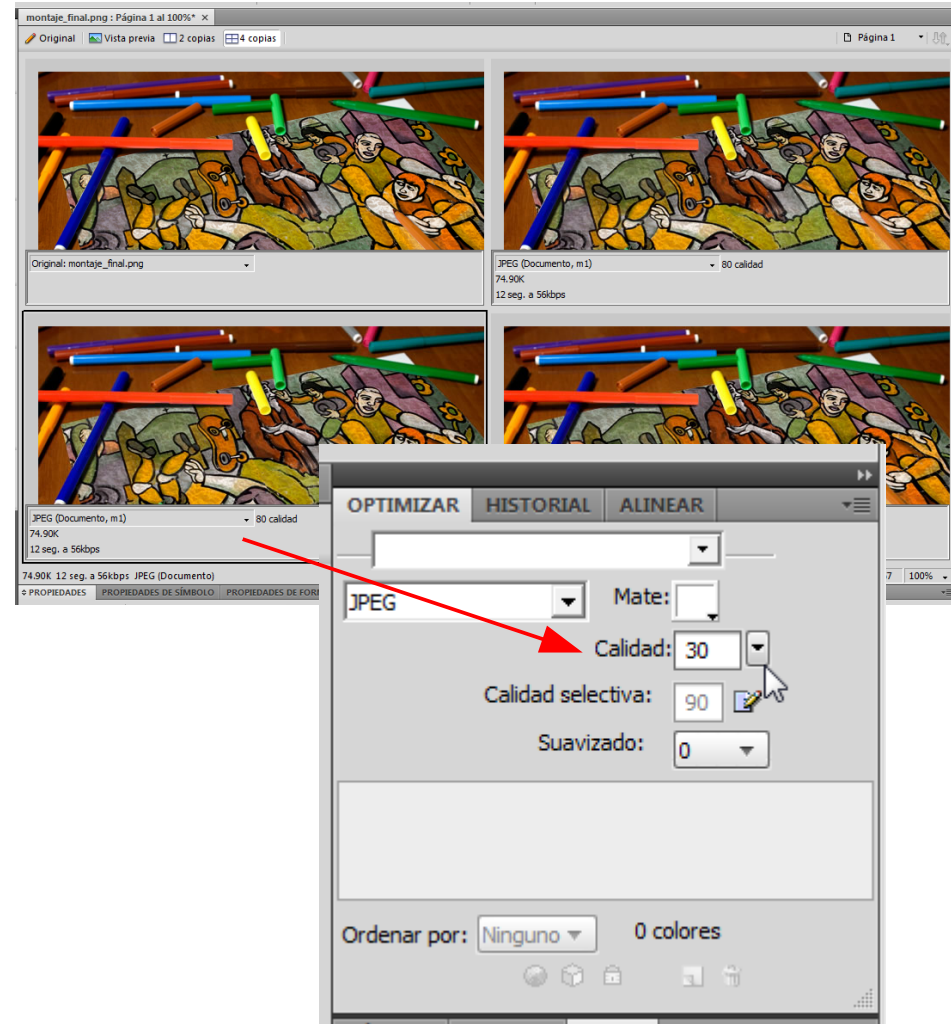 montaje_final.png : Página 1 al 100%* ×
Original Vista previa 2 copias 4 copias Página 1
Original: montaje_final.png
JPEG (Documento, m1) 80 calidad
74.90K
12 seg. a 56kbps
JPEG (Documento, m1) 80 calidad
74.90K
12 seg. a 56kbps
74.90K 12 seg. a 56kbps JPEG (Documento)
100%
PROPIEDADES PROPIEDADES DE SÍMBOLO PROPIEDADES DE FOR
OPTIMIZAR HISTORIAL ALINEAR
JPEG Mate:
Calidad: 30
Calidad selectiva: 90
Suavizado: 0
Ordenar por: Ninguno 0 colores